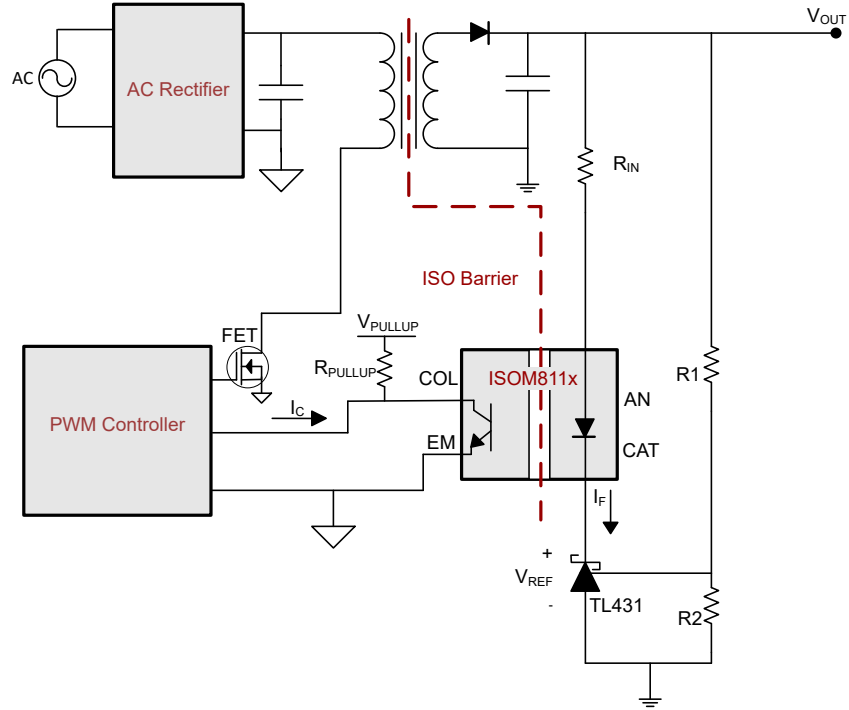 VOUT
AC
AC Rectifier
RIN
ISO Barrier
VPULLUP
FET
RPULLUP
COL
ISOM811x
R1
AN
PWM Controller
IC
EM
CAT
IF
+
VREF
-
TL431
R2